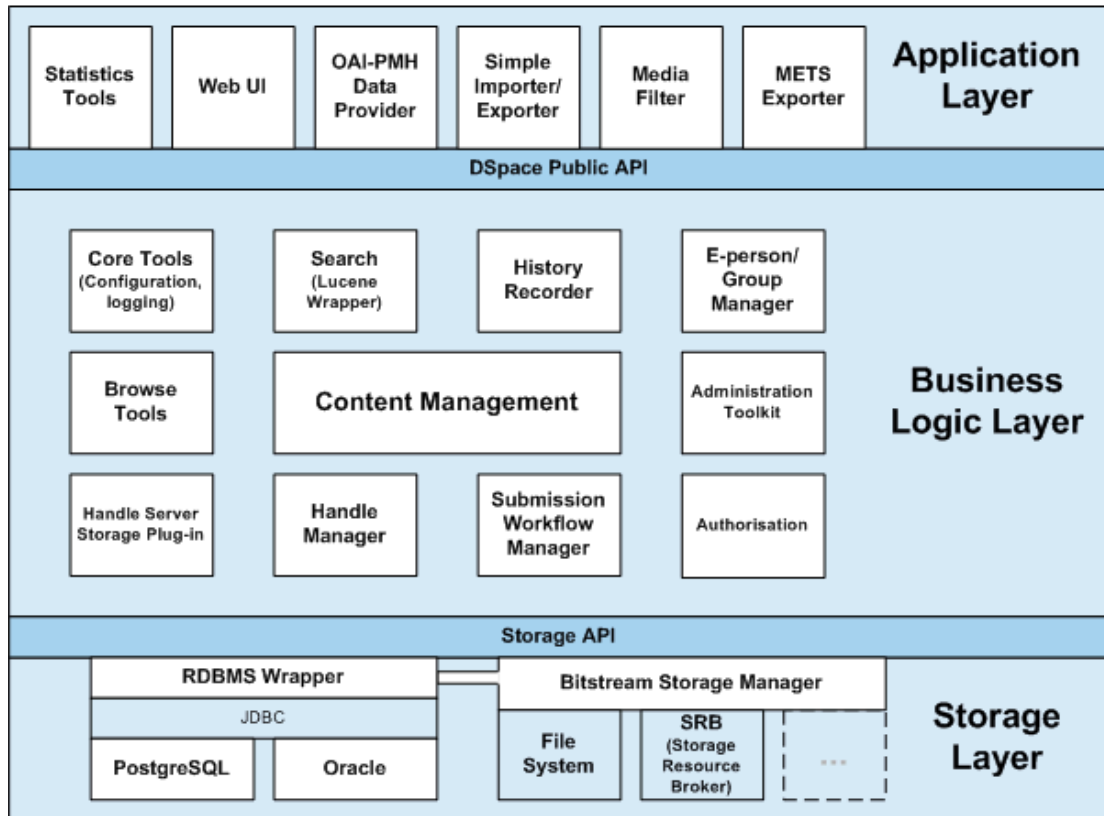 Statistics
Tools
Web UI
OAI-PMH
Data
Provider
Simple
Importer/
Exporter
Media
Filter
METS
Exporter
Application
Layer
DSpace Public API
Core Tools
(Configuration,
logging)
Search
(Lucene
Wrapper)
History
Recorder
E-person/
Group
Manager
Browse
Tools
Content Management
Administration
Toolkit
Business
Logic Layer
Handle Server
Storage Plug-in
Handle
Manager
Submission
Workflow
Manager
Authorisation
Storage API
RDBMS Wrapper
JDBC
PostgreSQL
Oracle
Bitstream Storage Manager
File
System
SRB
(Storage
Resource
Broker)
...
Storage
Layer